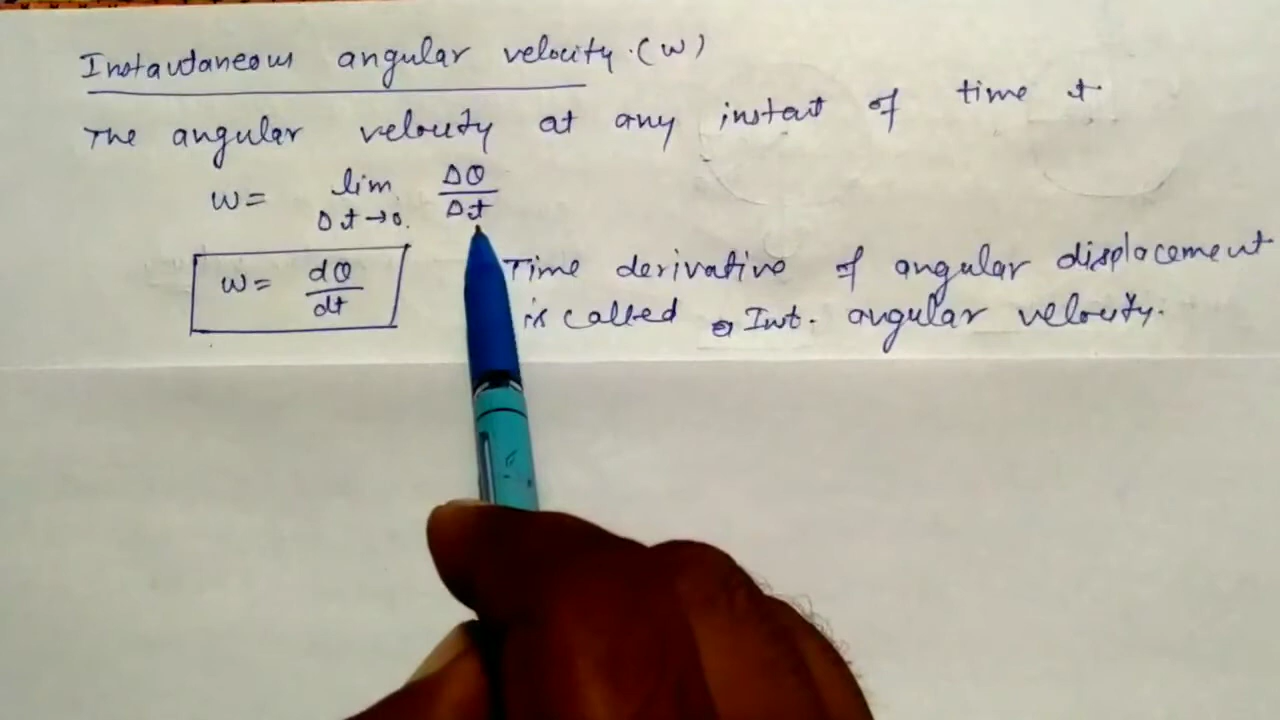 Instantaneous angular velocity. (ω)
The angular velocity at any instant of time t.
ω = lim Δt→0. Δθ/Δt
ω = dθ/dt
Time derivative of angular displacement
is called Inst. angular velocity.